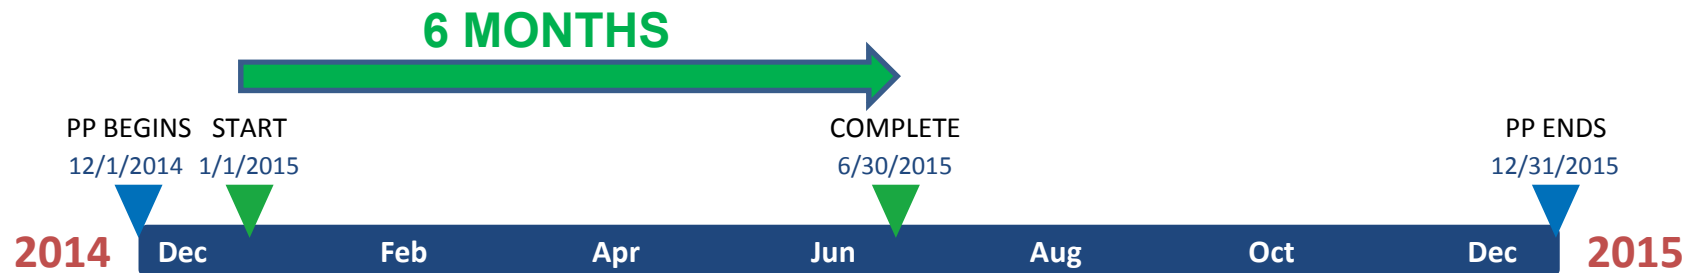 6 MONTHS
PP BEGINS START COMPLETE PP ENDS
12/1/2014 1/1/2015 6/30/2015 12/31/2015
2014 Dec Feb Apr Jun Aug Oct Dec 2015